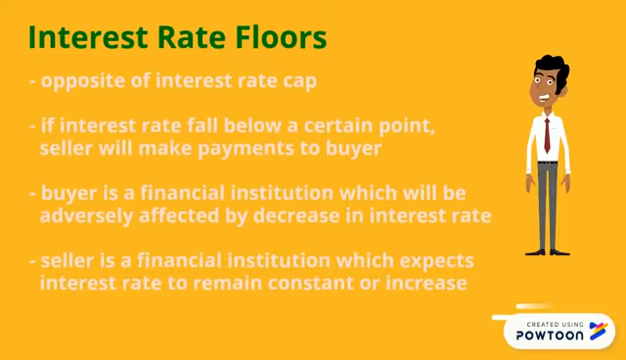 Interest Rate Floors
- opposite of interest rate cap
- if interest rate fall below a certain point,
seller will make payments to buyer
- buyer is a financial institution which will be
adversely affected by decrease in interest rate
- seller is a financial institution which expects
interest rate to remain constant or increase
CREATED USING
POWTOON